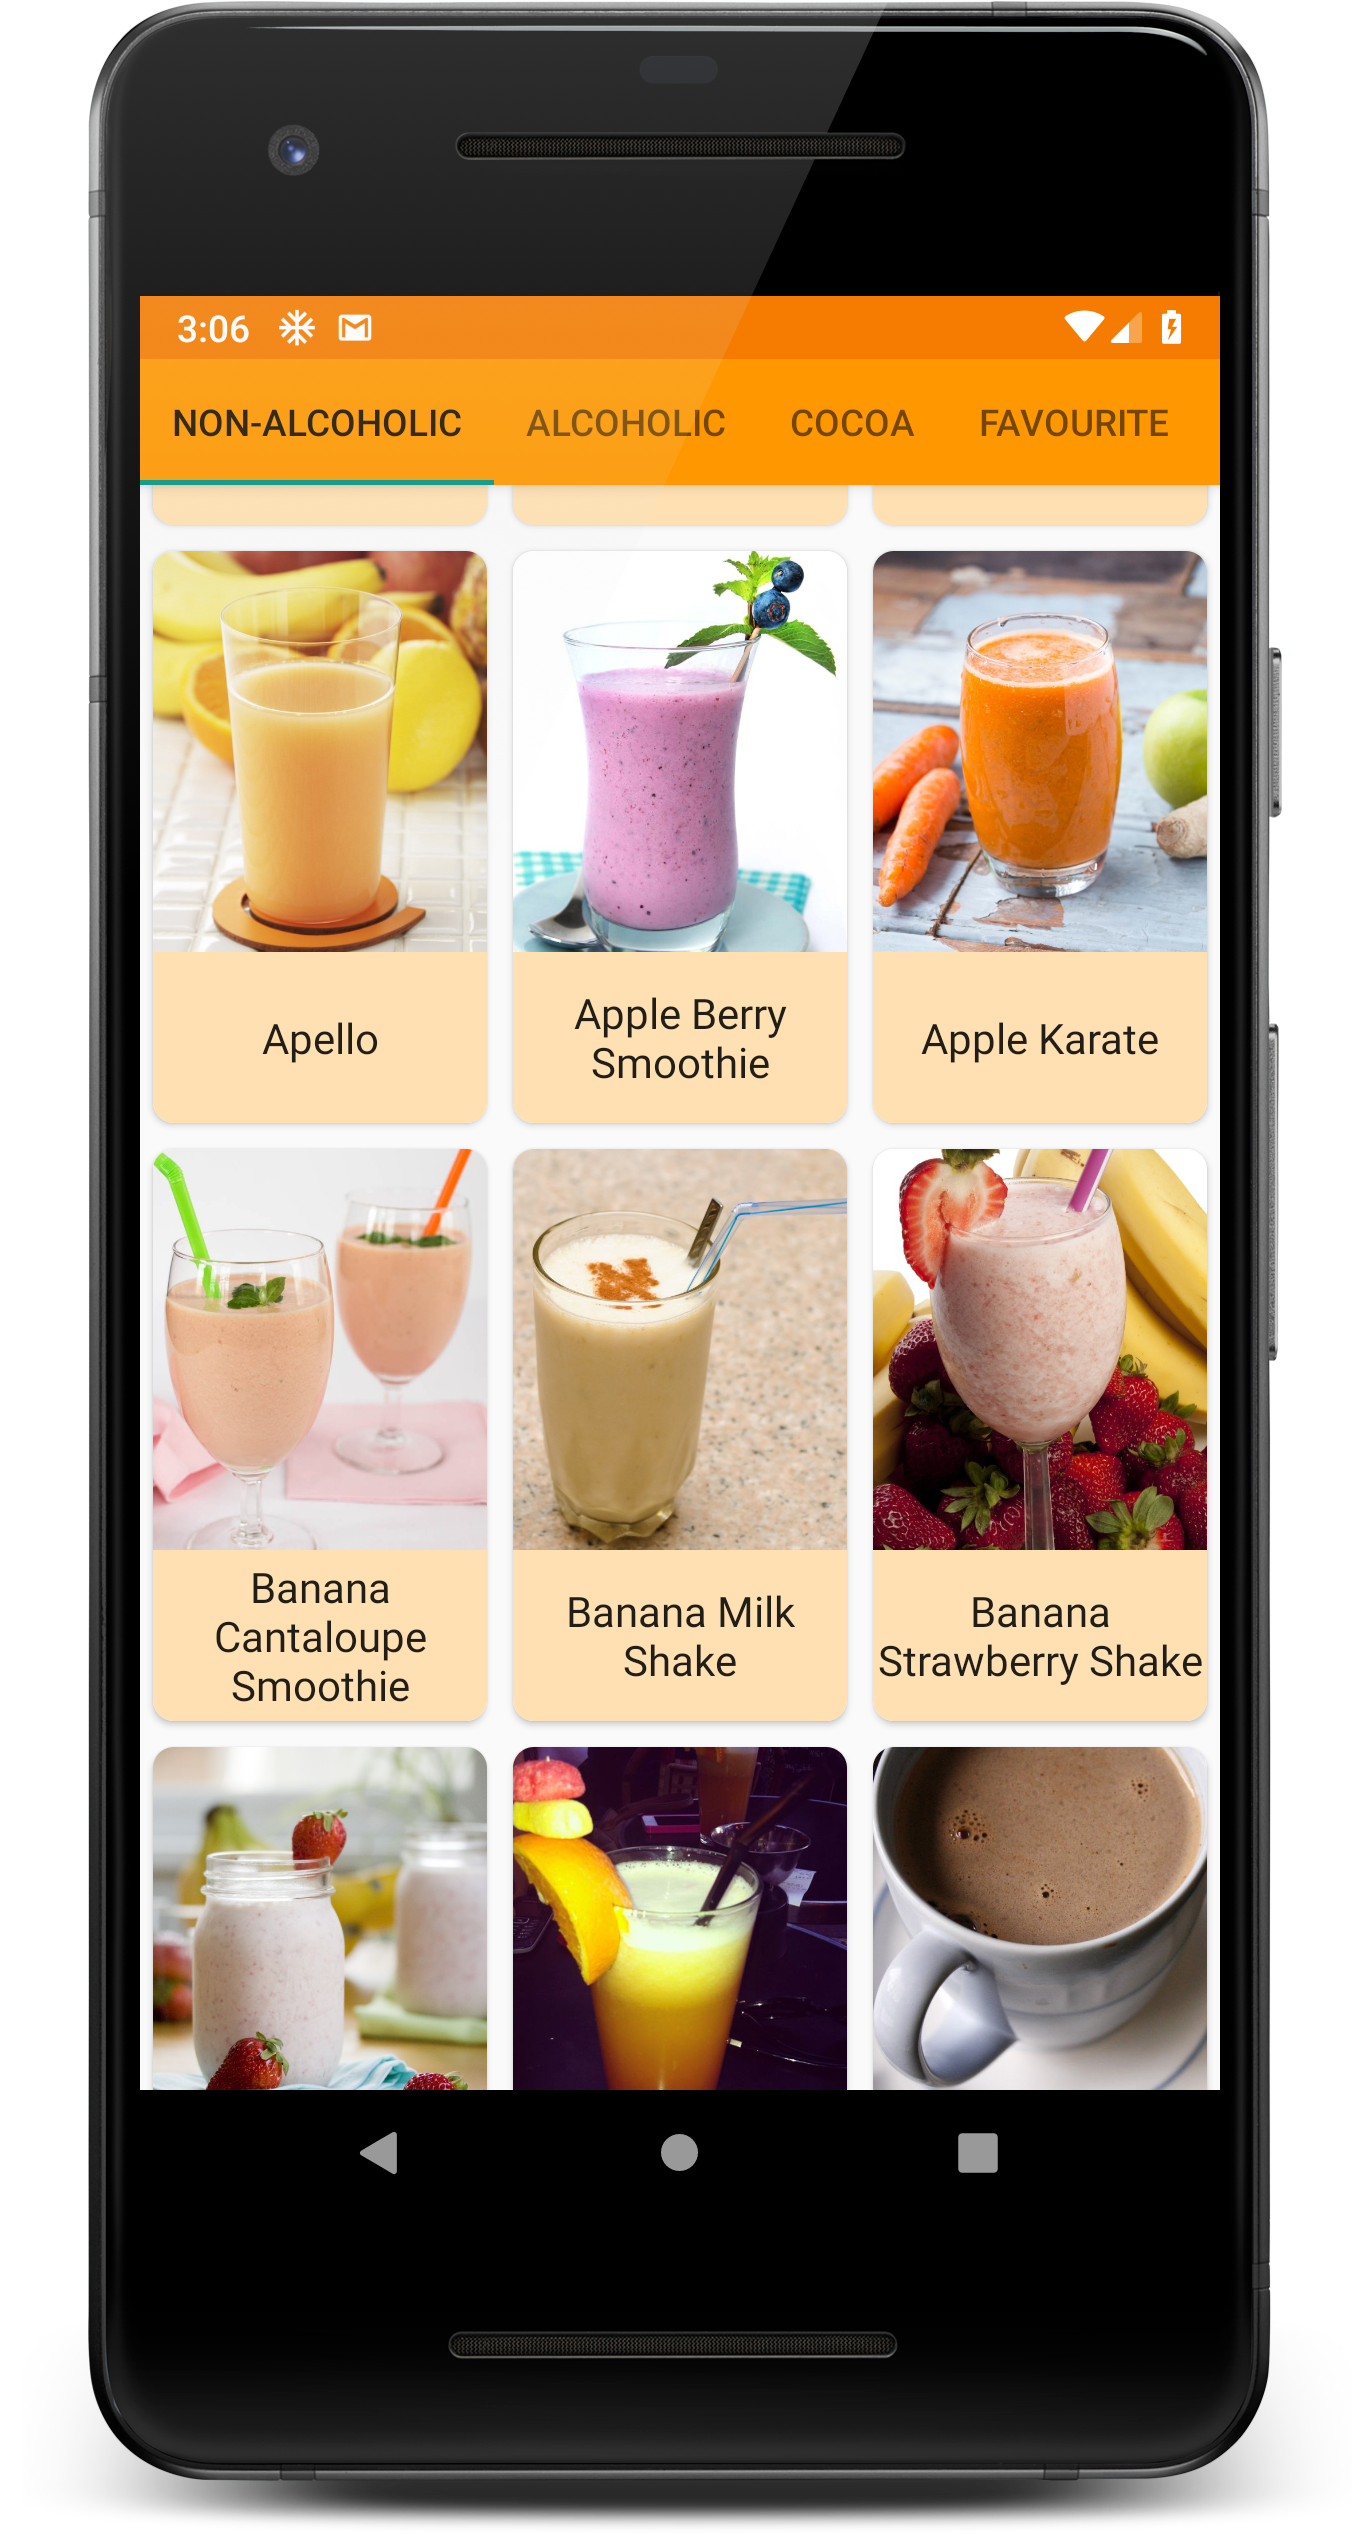 3:06
NON-ALCOHOLIC ALCOHOLIC COCOA FAVOURITE
Apello
Apple Berry
Smoothie
Apple Karate
Banana
Cantaloupe
Smoothie
Banana Milk
Shake
Banana
Strawberry Shake